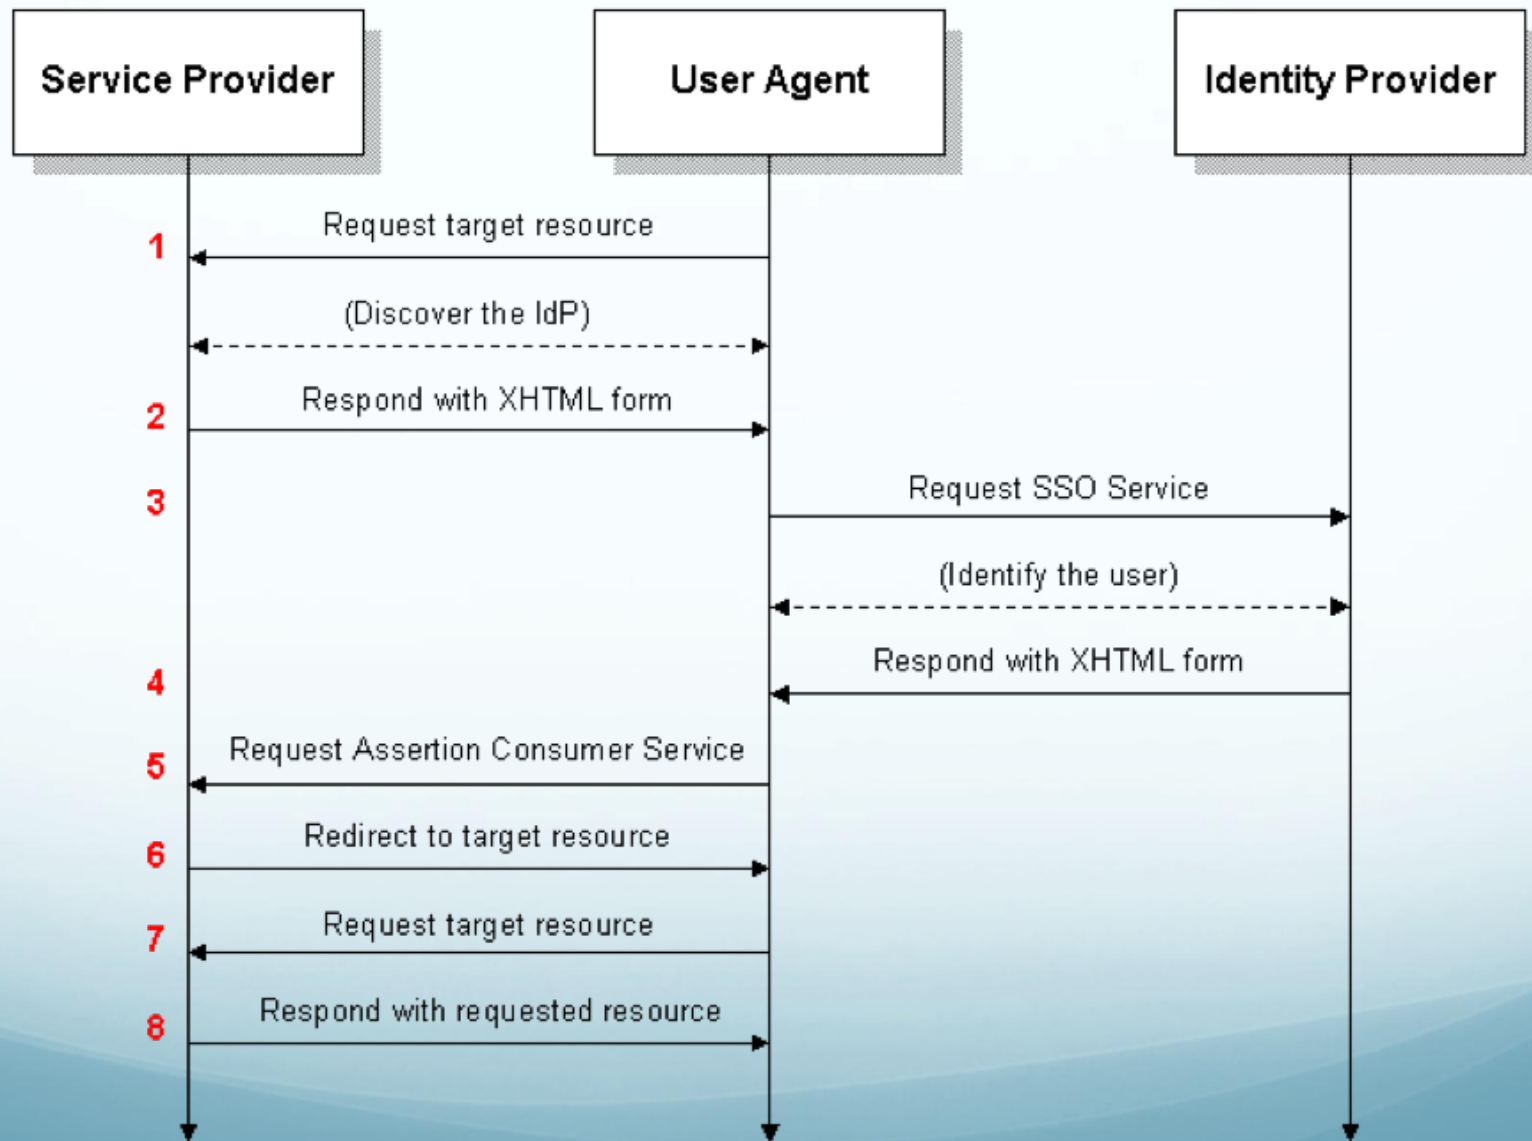 Service Provider
User Agent
Identity Provider
Request target resource
1
(Discover the IdP)
Respond with XHTML form
2
Request SSO Service
3
(Identify the user)
Respond with XHTML form
4
Request Assertion Consumer Service
5
Redirect to target resource
6
Request target resource
7
Respond with requested resource
8